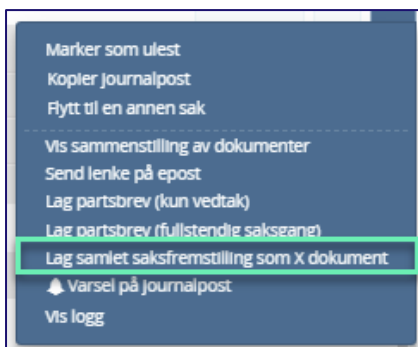 Marker som ulest
Kopier Journalpost
Flytt til en annen sak
Vis sammenstilling av dokumenter
Send lenke på epost
Lag partsbrev (kun vedtak)
Lag partsbrev (fullstendig saksgang)
Lag samlet saksfremstilling som X dokument
Varsel på journalpost
Vis logg